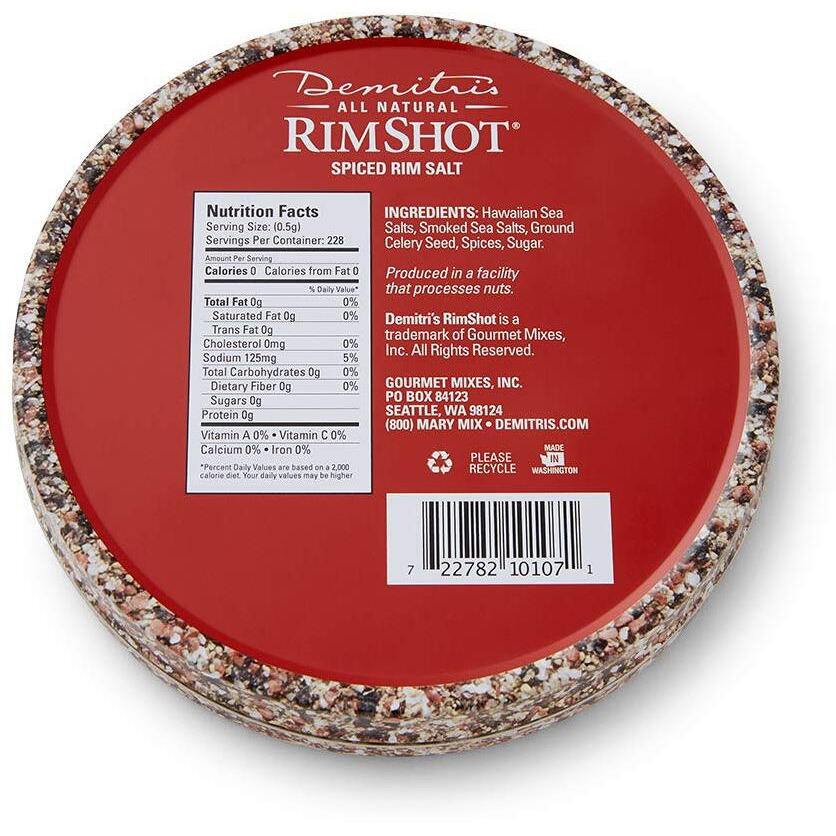 Demitri's
ALL NATURAL
RIMSHOT®
SPICED RIM SALT
Nutrition Facts
Serving Size: (0.5g)
Servings Per Container: 228
Amount Per Serving
Calories 0 Calories from Fat 0
% Daily Value*
Total Fat 0g 0%
Saturated Fat 0g 0%
Trans Fat 0g
Cholesterol 0mg 0%
Sodium 125mg 5%
Total Carbohydrates 0g 0%
Dietary Fiber 0g 0%
Sugars 0g
Protein 0g
Vitamin A 0% • Vitamin C 0%
Calcium 0% • Iron 0%
*Percent Daily Values are based on a 2,000
calorie diet. Your daily values may be higher
INGREDIENTS: Hawaiian Sea
Salts, Smoked Sea Salts, Ground
Celery Seed, Spices, Sugar.
Produced in a facility
that processes nuts.
Demitri's RimShot is a
trademark of Gourmet Mixes,
Inc. All Rights Reserved.
GOURMET MIXES, INC.
PO BOX 84123
SEATTLE, WA 98124
(800) MARY MIX • DEMITRIS.COM
PLEASE
RECYCLE
MADE
IN
WASHINGTON
7 22782 10107 1